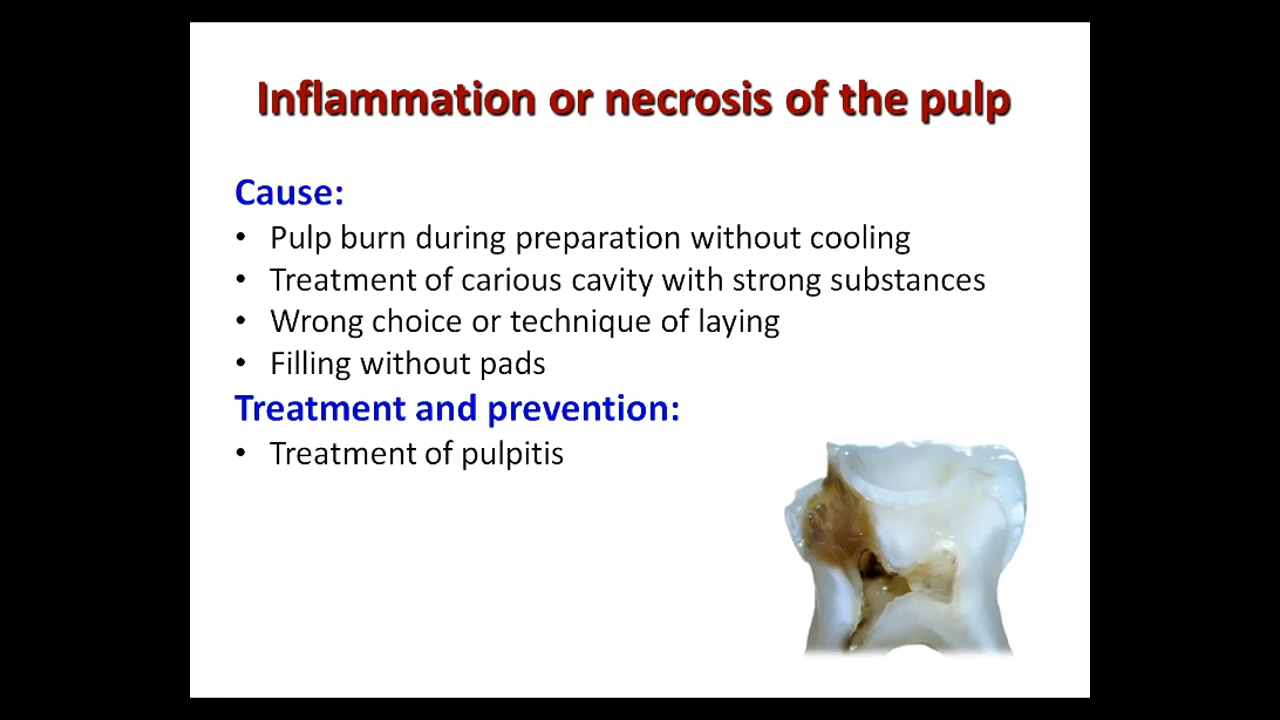 Inflammation or necrosis of the pulp
Cause:
• Pulp burn during preparation without cooling
• Treatment of carious cavity with strong substances
• Wrong choice or technique of laying
• Filling without pads
Treatment and prevention:
• Treatment of pulpitis